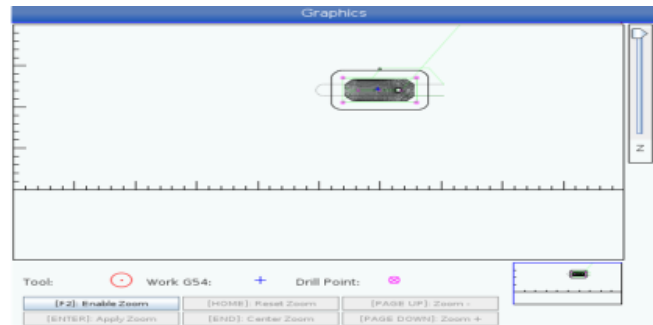 Graphics
Z
Tool: Work G54: Drill Point:
[F2]: Enable Zoom [HOME]: Reset Zoom [PAGE UP]: Zoom -
[ENTER]: Apply Zoom [END]: Center Zoom [PAGE DOWN]: Zoom +